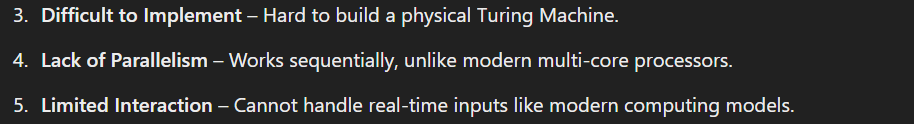 3. Difficult to Implement – Hard to build a physical Turing Machine.
4. Lack of Parallelism – Works sequentially, unlike modern multi-core processors.
5. Limited Interaction – Cannot handle real-time inputs like modern computing models.